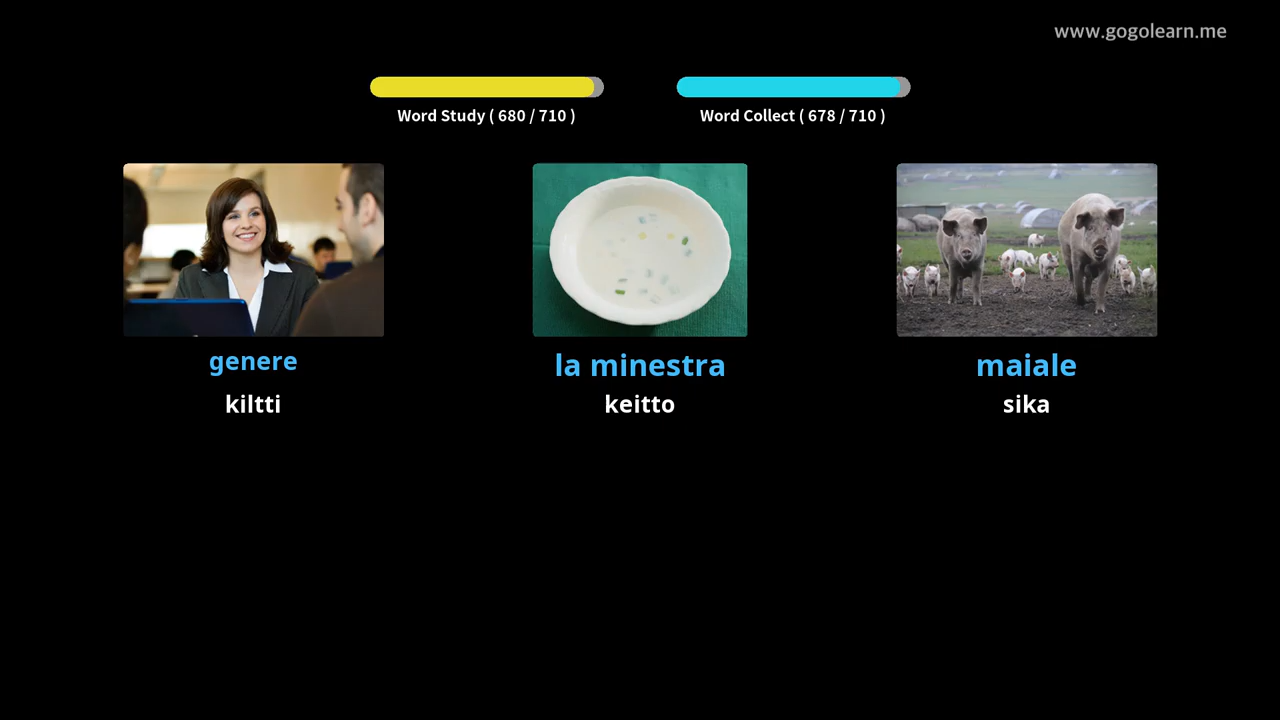 www.gogolearn.me
Word Study ( 680 / 710 )
Word Collect ( 678 / 710 )
genere
la minestra
maiale
kiltti
keitto
sika